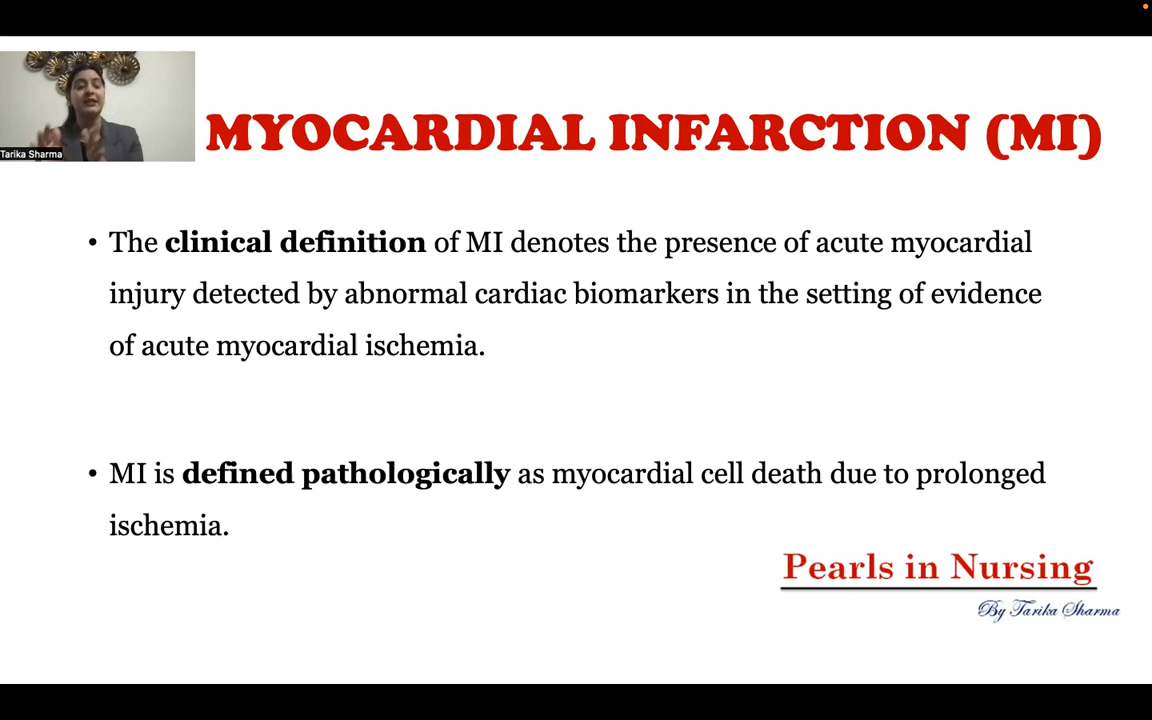 MYOCARDIAL INFARCTION (MI)
Tarika Sharma
• The clinical definition of MI denotes the presence of acute myocardial
injury detected by abnormal cardiac biomarkers in the setting of evidence
of acute myocardial ischemia.
• MI is defined pathologically as myocardial cell death due to prolonged
ischemia.
Pearls in Nursing
By Tarika Sharma